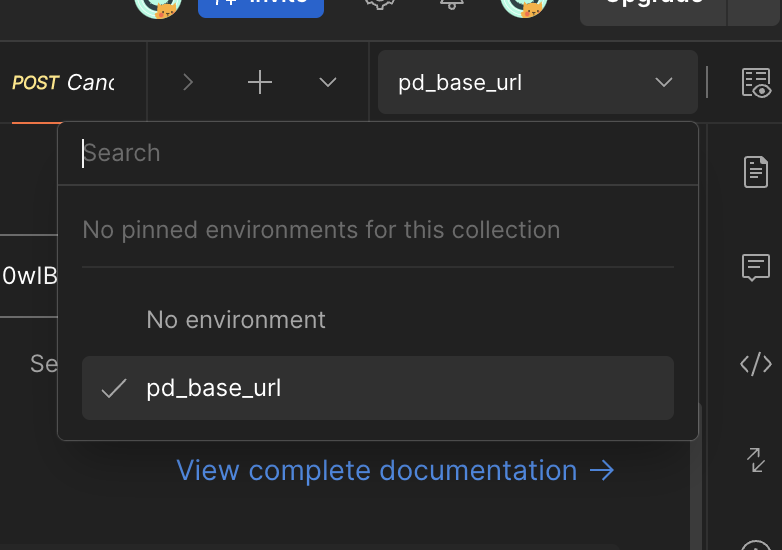 Invite
Upgrade
POST Canc
pd_base_url
Search
No pinned environments for this collection
0wIB
No environment
Se
pd_base_url
View complete documentation →